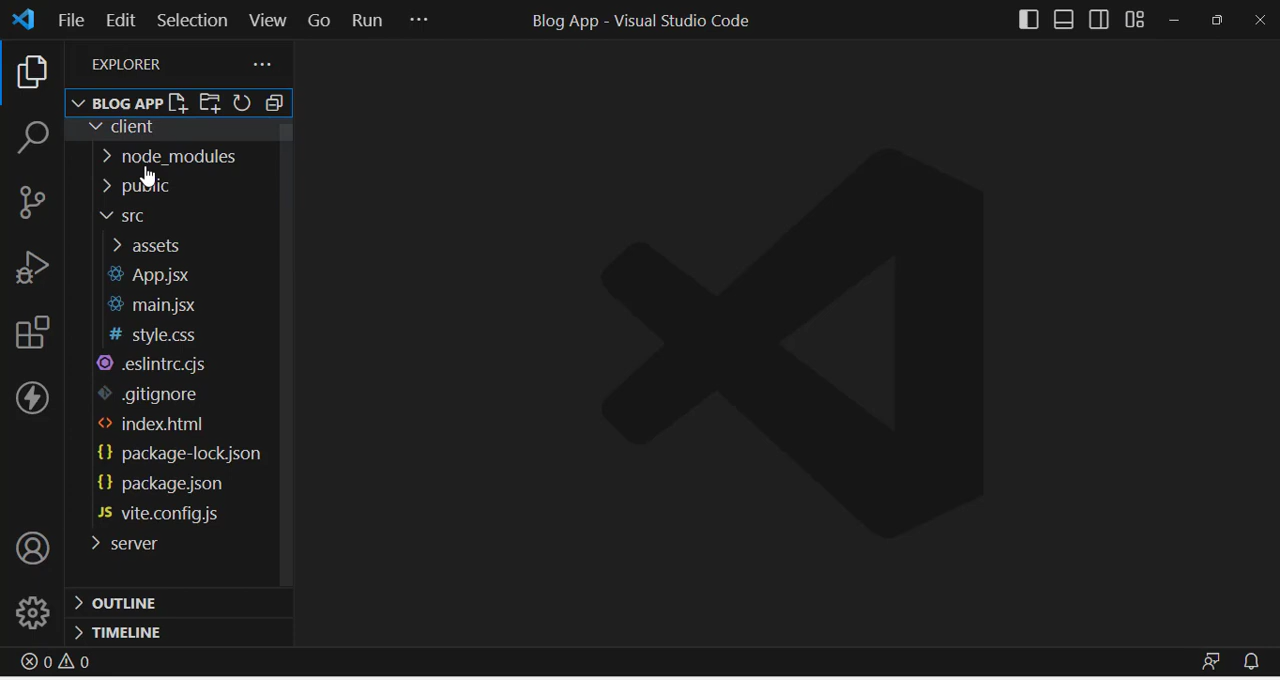 File Edit Selection View Go Run ··· Blog App - Visual Studio Code
EXPLORER ···
BLOG APP
client
node_modules
public
src
assets
App.jsx
main.jsx
# style.css
.eslintrc.cjs
.gitignore
<> index.html
{} package-lock.json
{} package.json
JS vite.config.js
server
OUTLINE
TIMELINE
0 0